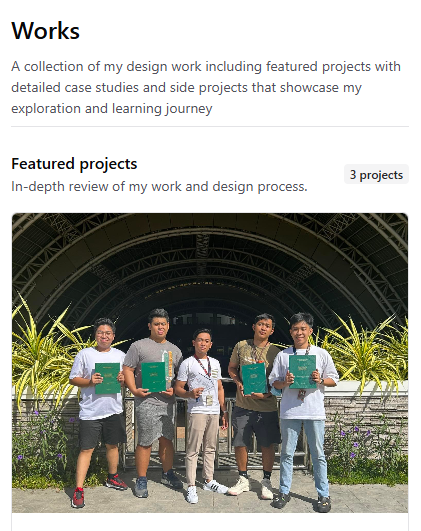 Works
A collection of my design work including featured projects with
detailed case studies and side projects that showcase my
exploration and learning journey
Featured projects
3 projects
In-depth review of my work and design process.